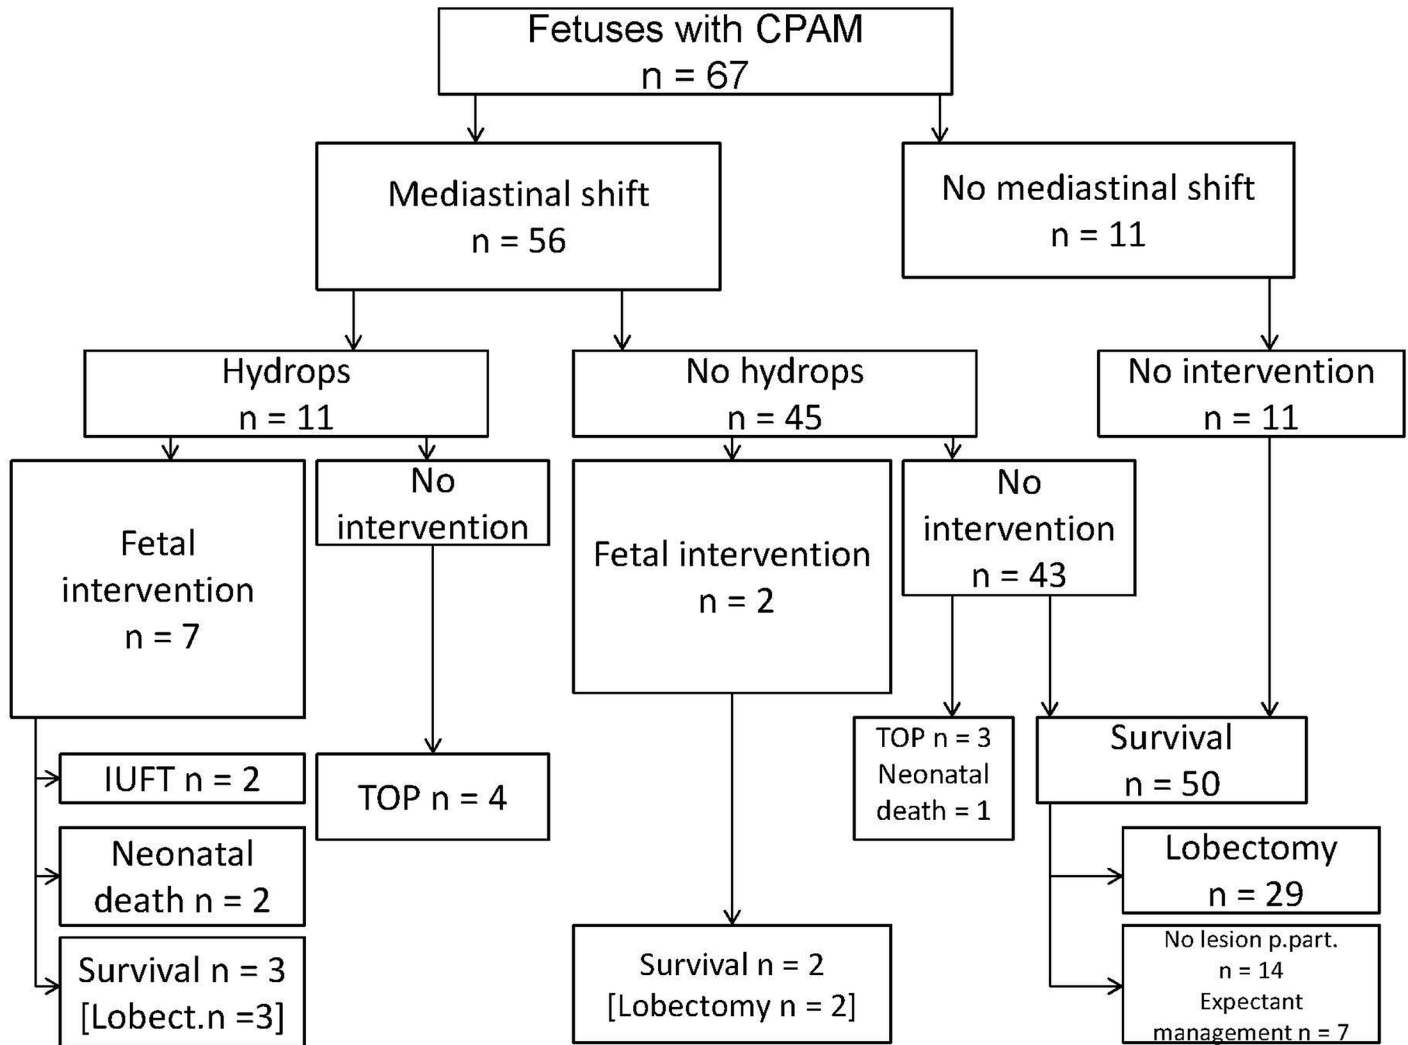 Fetuses with CPAM
n = 67
Mediastinal shift
n = 56
No mediastinal shift
n = 11
Hydrops
n = 11
No hydrops
n = 45
No intervention
n = 11
Fetal
intervention
n = 7
No
intervention
Fetal intervention
n = 2
No
intervention
n = 43
IUFT n = 2
TOP n = 4
TOP n = 3
Neonatal
death = 1
Survival
n = 50
Neonatal
death n = 2
Lobectomy
n = 29
Survival n = 3
[Lobect.n =3]
Survival n = 2
[Lobectomy n = 2]
No lesion p.part.
n = 14
Expectant
management n = 7